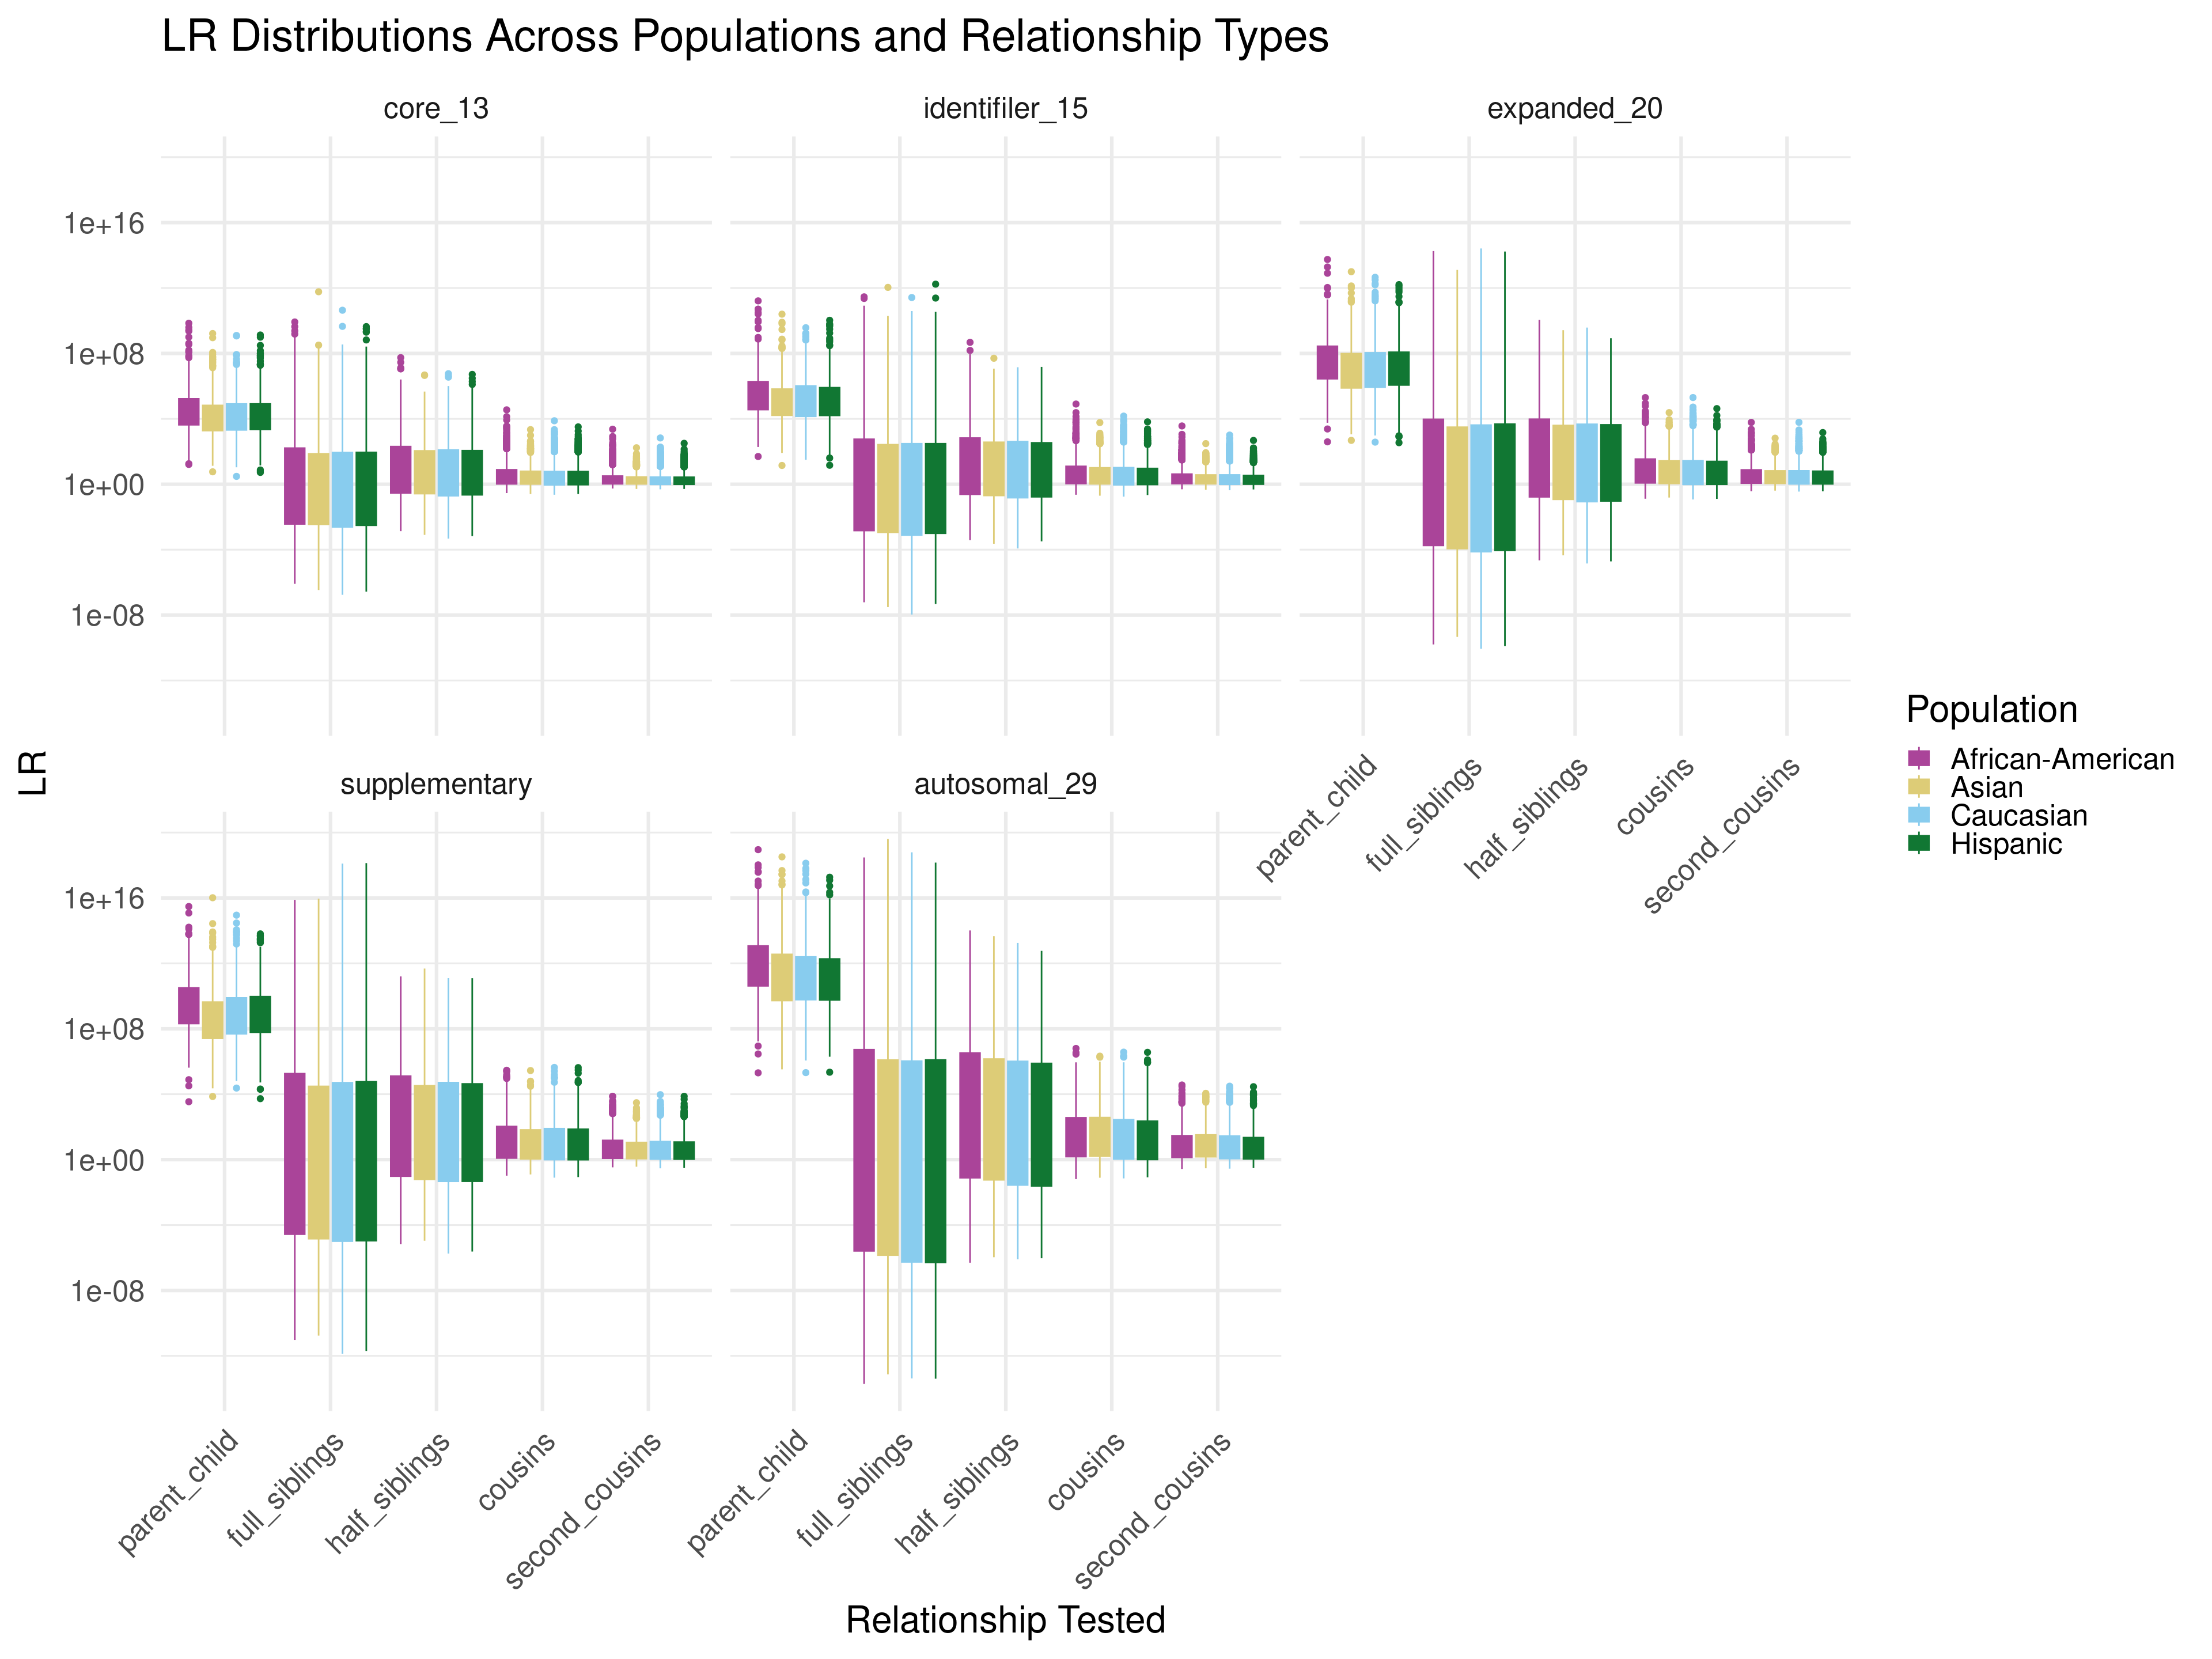 LR Distributions Across Populations and Relationship Types
core_13
identifiler_15
expanded_20
1e+16
1e+08
1e+00
1e-08
parent_child
full_siblings
half_siblings
cousins
second_cousins
LR
supplementary
autosomal_29
1e+16
1e+08
1e+00
1e-08
parent_child
full_siblings
half_siblings
cousins
second_cousins
parent_child
full_siblings
half_siblings
cousins
second_cousins
Relationship Tested
Population
African-American
Asian
Caucasian
Hispanic